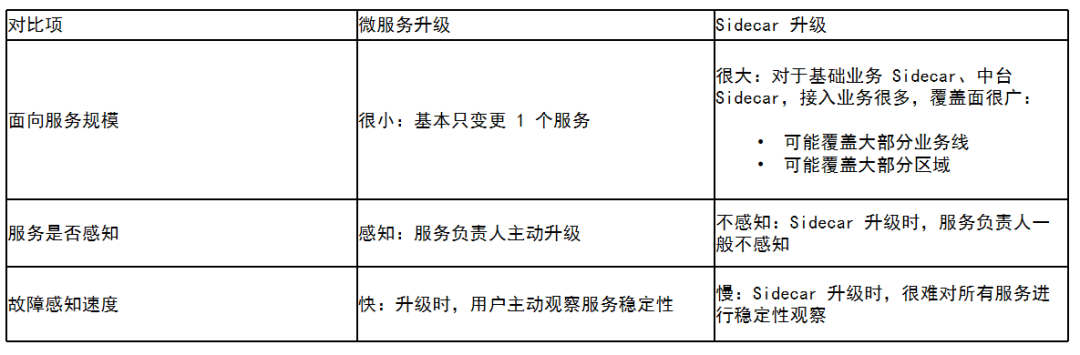 对比项
微服务升级
Sidecar 升级
面向服务规模
很小：基本只变更 1 个服务
很大：对于基础业务 Sidecar、中台
Sidecar，接入业务很多，覆盖面很广：
• 可能覆盖大部分业务线
• 可能覆盖大部分区域
服务是否感知
感知：服务负责人主动升级
不感知：Sidecar 升级时，服务负责人一
般不感知
故障感知速度
快：升级时，用户主动观察服务稳定性
慢：Sidecar 升级时，很难对所有服务进
行稳定性观察